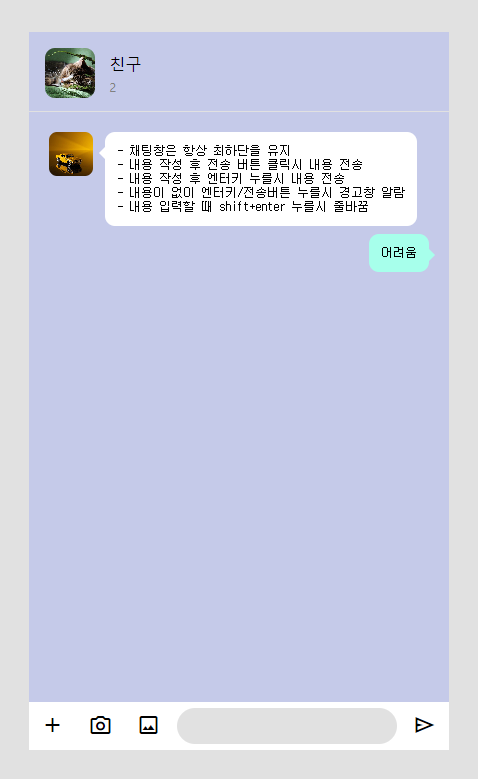 친구
2
- 채팅창은 항상 최하단을 유지
- 내용 작성 후 전송 버튼 클릭시 내용 전송
- 내용 작성 후 엔터키 누를시 내용 전송
- 내용이 없이 엔터키/전송버튼 누를시 경고창 알람
- 내용 입력할 때 shift+enter 누를시 줄바꿈
어려움